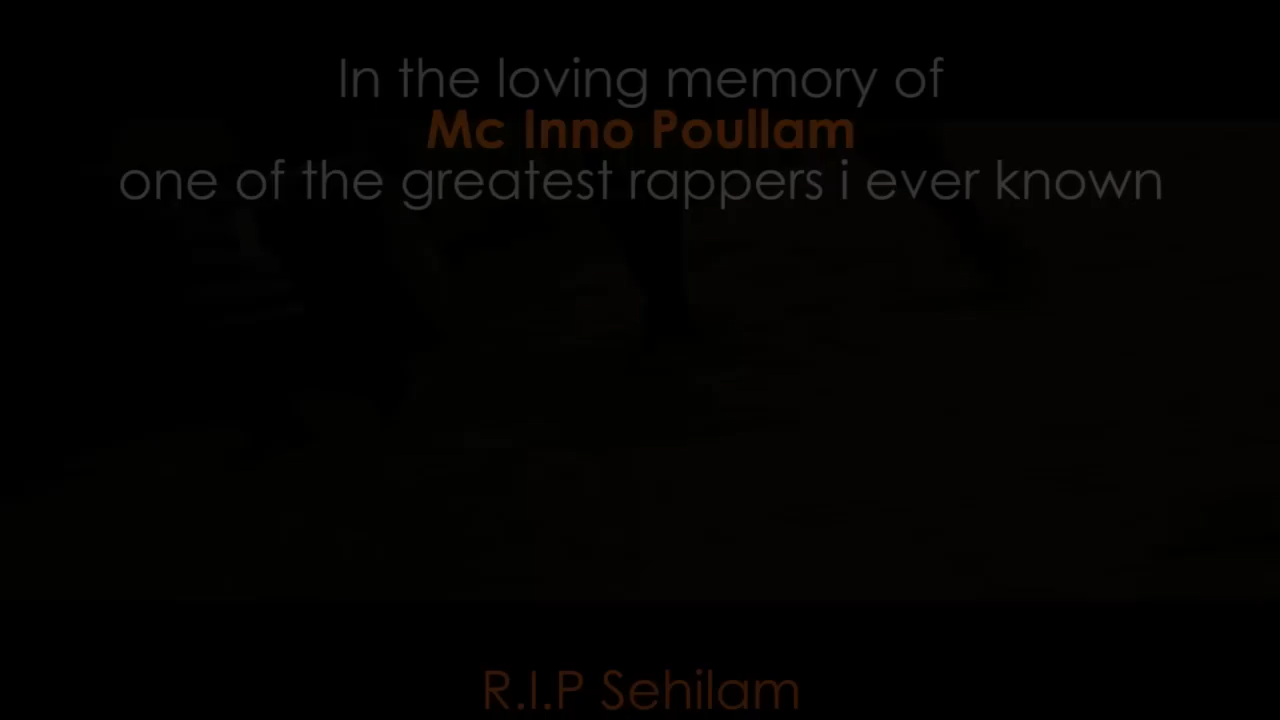 In the loving memory of
Mc Inno Poullam
one of the greatest rappers i ever known
R.I.P Sehilam